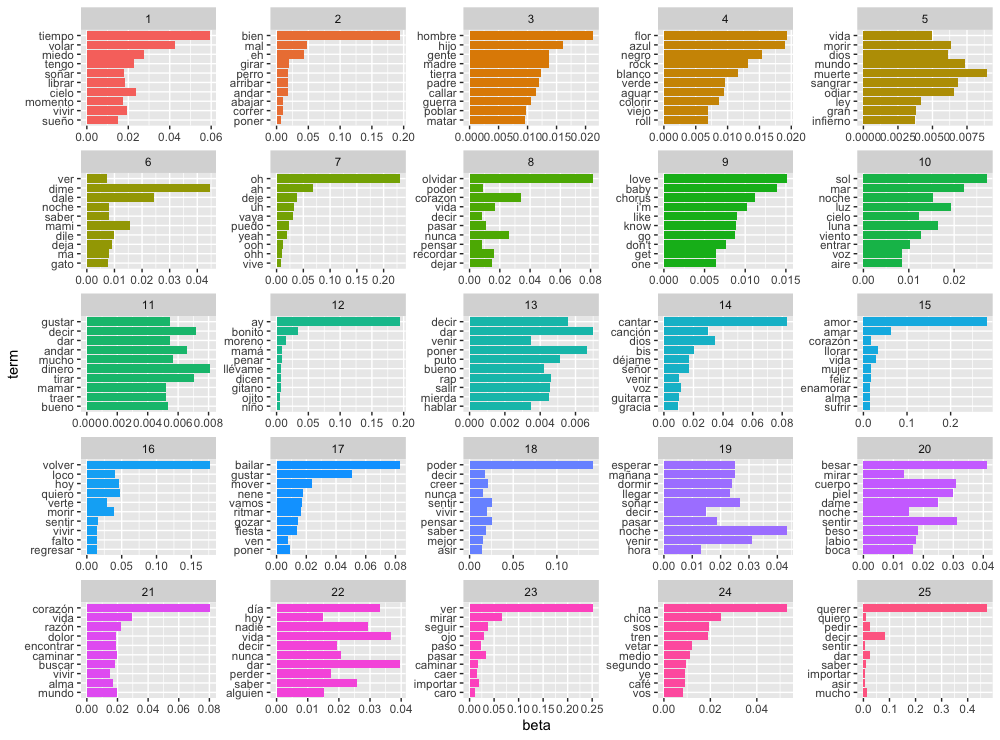 1 2 3 4 5
tiempo bien hombre flor vida
volar mal hijo azul morir
miedo eh gente negro dios
tengo girar madre rock mundo
soñar perro tierra blanco muerte
librar arribar padre verde sangrar
cielo andar callar aguar odiar
momento abajar guerra colorir ley
vivir correr poblar viejo gran
sueño poner matar roll infierno
0.00 0.02 0.04 0.06 0.00 0.05 0.10 0.15 0.20 0.0000.0050.0100.0150.020 0.000 0.005 0.010 0.015 0.020 0.00000.00250.00500.0075
6 7 8 9 10
ver oh olvidar love sol
dime ah poder baby mar
dale dejé corazon chorus noche
noche uh vida i'm luz
saber vaya decir like cielo
mami puedo pasar know luna
dile yeah nunca go viento
deja ooh pensar don't entrar
ma ohh recordar get voz
gato vive dejar one aire
0.00 0.01 0.02 0.03 0.04 0.00 0.05 0.10 0.15 0.20 0.00 0.02 0.04 0.06 0.08 0.000 0.005 0.010 0.015 0.00 0.01 0.02
11 12 13 14 15
gustar ay decir cantar amor
decir bonito dar canción amar
dar moreno venir dios corazón
andar mamá poner bis llorar
mucho penar puto déjame vida
dinero llévame bueno señor mujer
tirar dicen rap venir feliz
mamar gitano salir voz enamorar
traer ojito mierda guitarra alma
bueno niño hablar gracia sufrir
0.000 0.002 0.004 0.006 0.008 0.00 0.05 0.10 0.15 0.20 0.000 0.002 0.004 0.006 0.00 0.02 0.04 0.06 0.08 0.0 0.1 0.2
term
16 17 18 19 20
volver bailar poder esperar besar
loco gustar decir mañana mirar
hoy mover creer dormir cuerpo
quiero nene nunca llegar piel
verte vamos sentir soñar dame
morir ritmar vivir decir noche
sentir gozar pensar pasar sentir
vivir fiesta saber noche beso
falto ven mejor venir labio
regresar poner asir hora boca
0.00 0.05 0.10 0.15 0.00 0.02 0.04 0.06 0.08 0.00 0.05 0.10 0.00 0.01 0.02 0.03 0.04 0.00 0.01 0.02 0.03 0.04
21 22 23 24 25
corazón día ver na querer
vida hoy mirar chico quiero
razón nadie seguir sos pedir
dolor vida ojo tren decir
encontrar decir paso vetar sentir
caminar nunca pasar medio dar
buscar dar caminar segundo saber
vivir perder caer ye importar
alma saber importar café asir
mundo alguien caro vos mucho
0.00 0.02 0.04 0.06 0.08 0.00 0.01 0.02 0.03 0.04 0.00 0.05 0.10 0.15 0.20 0.25 0.00 0.02 0.04 0.0 0.1 0.2 0.3 0.4
beta